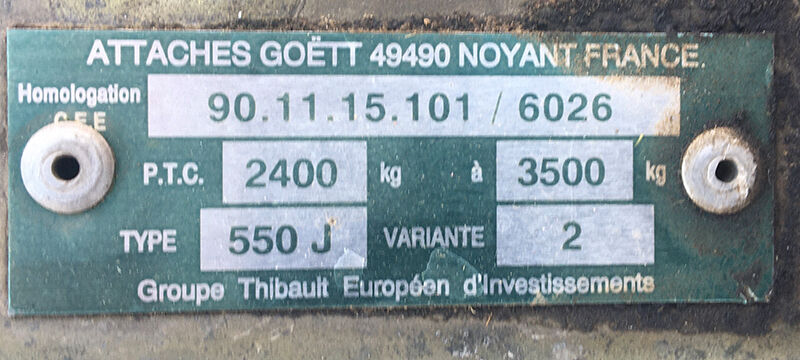 ATTACHES GOËTT 49490 NOYANT FRANCE.
Homologation 90.11.15.101 / 6026
C.E.E
P.T.C. 2400 kg à 3500 kg
TYPE 550 J VARIANTE 2
Groupe Thibault Européen d'Investissements